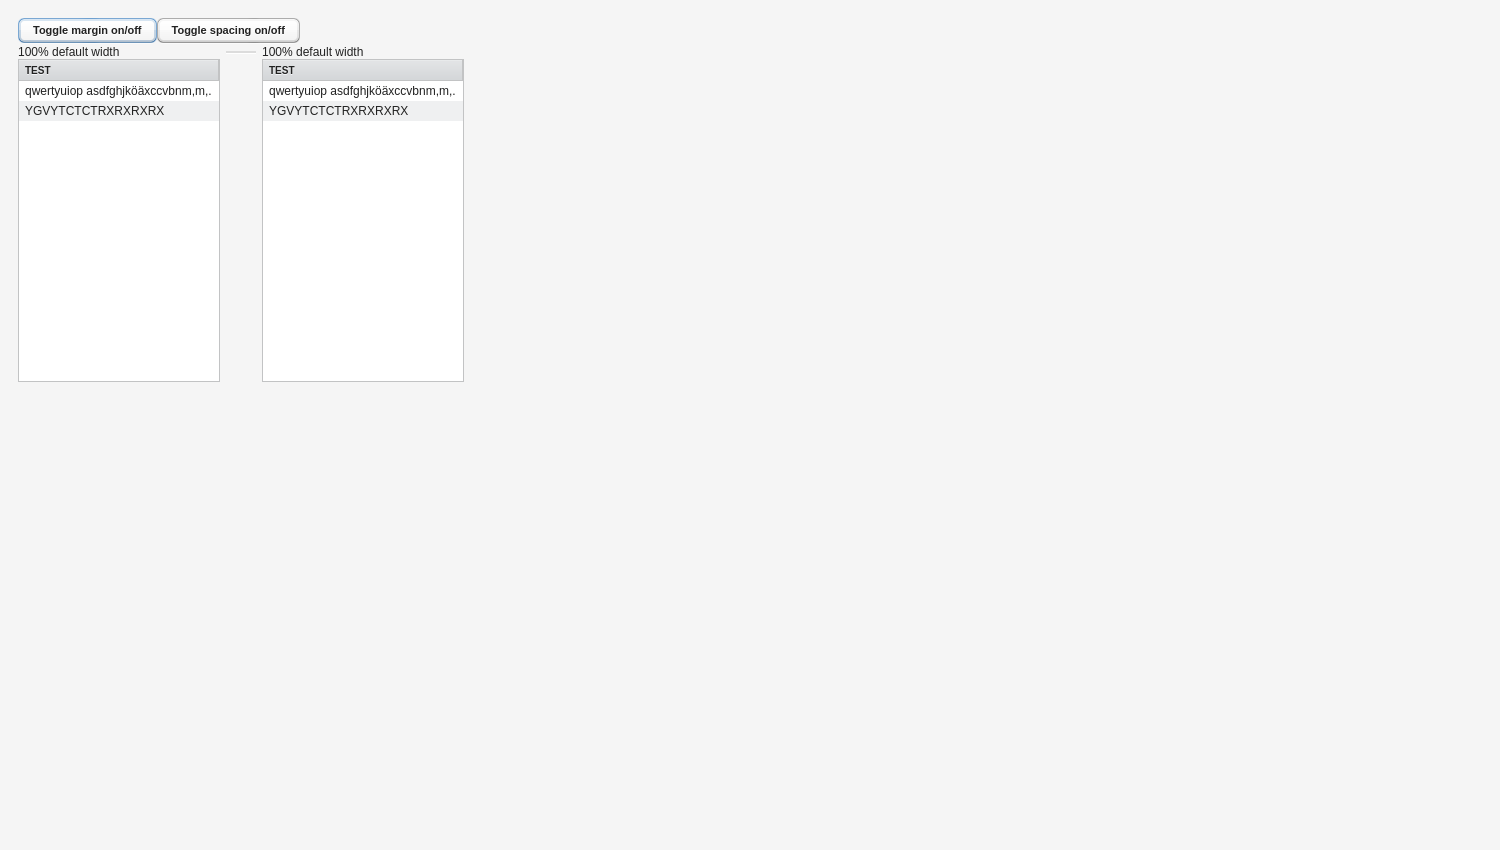 Toggle margin on/off Toggle spacing on/off
100% default width 100% default width
TEST TEST
qwertyuiop asdfghjköäxccvbnm,m,. qwertyuiop asdfghjköäxccvbnm,m,.
YGVYTCTCTRXRXRXRX YGVYTCTCTRXRXRXRX